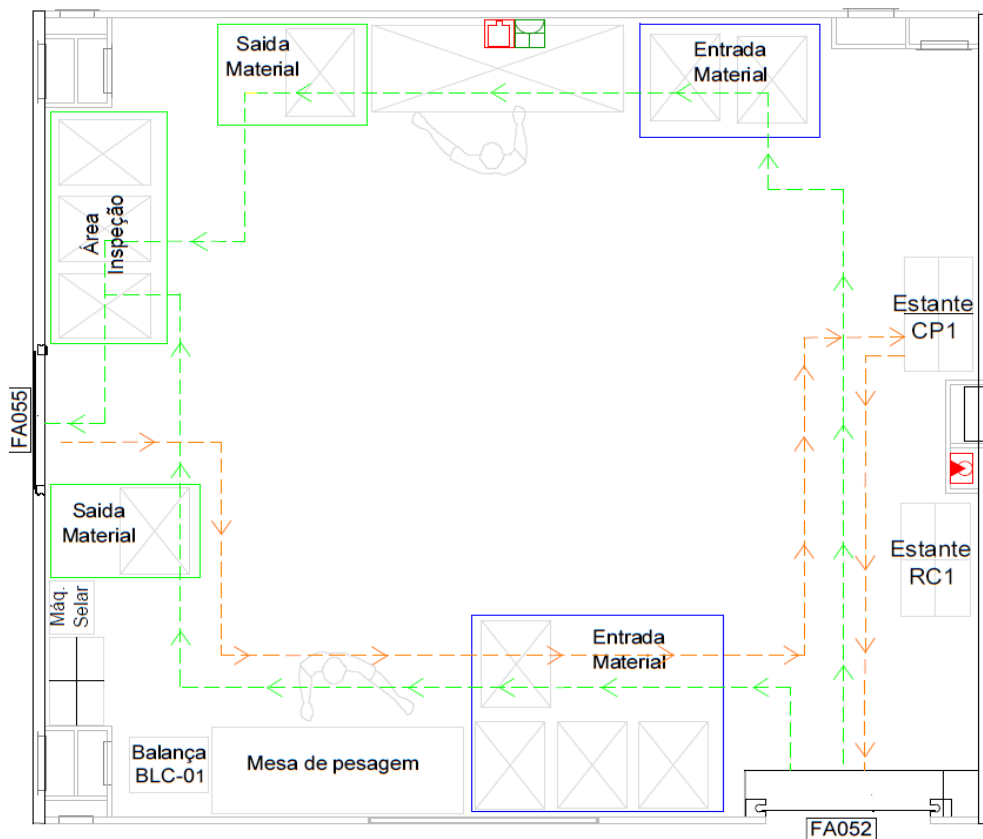 Saida
Material
Entrada
Material
Área
Inspeção
Estante
CP1
FA055
Saida
Material
Estante
RC1
Máq.
Selar
Entrada
Material
Balança
BLC-01
Mesa de pesagem
FA052